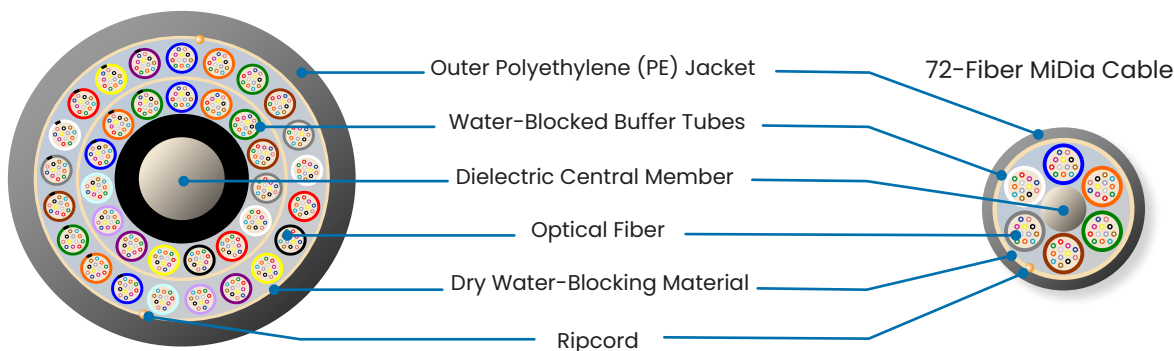 Outer Polyethylene (PE) Jacket
72-Fiber MiDia Cable
Water-Blocked Buffer Tubes
Dielectric Central Member
Optical Fiber
Dry Water-Blocking Material
Ripcord